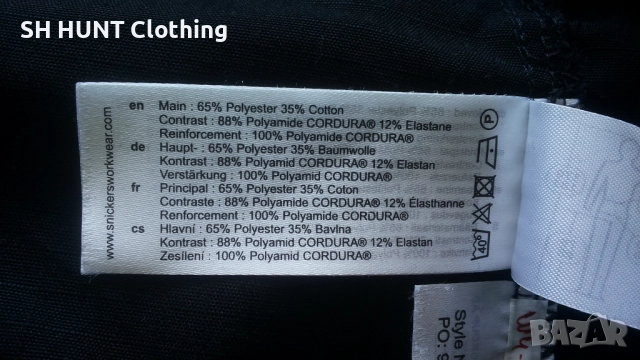 SH HUNT Clothing
www.snickersworkwear.com
en Main : 65% Polyester 35% Cotton
Contrast : 88% Polyamide CORDURA® 12% Elastane
Reinforcement : 100% Polyamide CORDURA®
de Haupt- : 65% Polyester 35% Baumwolle
Kontrast : 88% Polyamid CORDURA® 12% Elastan
Verstärkung : 100% Polyamid CORDURA®
fr Principal : 65% Polyester 35% Coton
Contraste : 88% Polyamide CORDURA® 12% Élasthanne
Renforcement : 100% Polyamide CORDURA®
cs Hlavní : 65% Polyester 35% Bavlna
Kontrast : 88% Polyamid CORDURA® 12% Elastan
Zesílení : 100% Polyamid CORDURA®
P
40°
Style
PO:
BAZAR